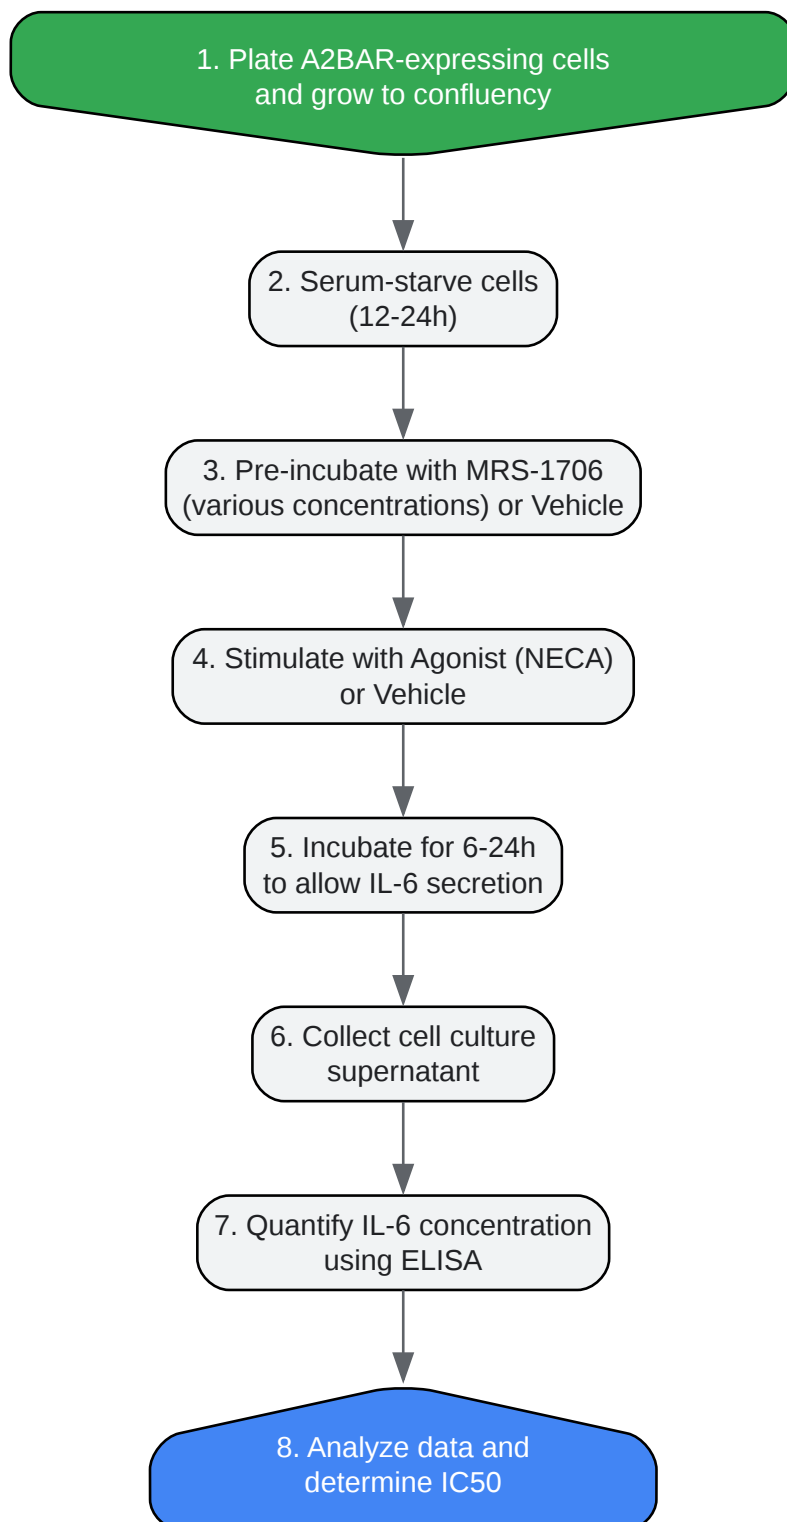 1. Plate A2BAR-expressing cells
and grow to confluency
2. Serum-starve cells
(12-24h)
3. Pre-incubate with MRS-1706
(various concentrations) or Vehicle
4. Stimulate with Agonist (NECA)
or Vehicle
5. Incubate for 6-24h
to allow IL-6 secretion
6. Collect cell culture
supernatant
7. Quantify IL-6 concentration
using ELISA
8. Analyze data and
determine IC50